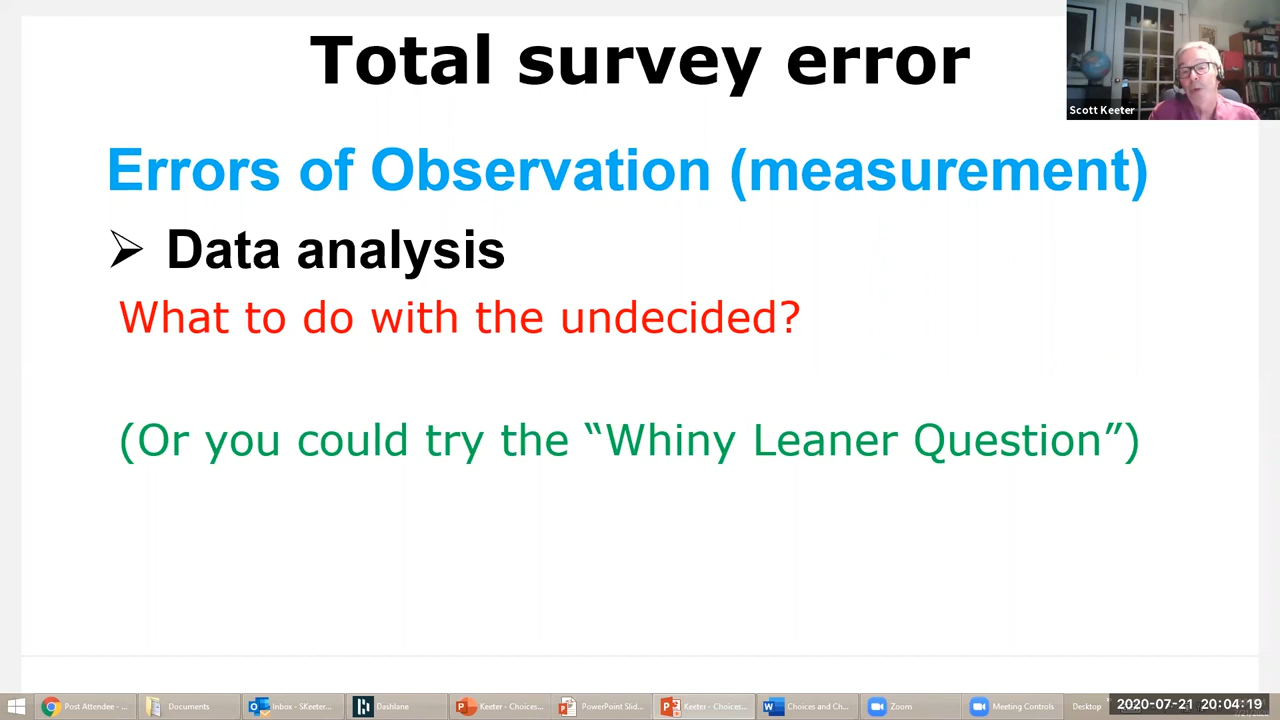 Total survey error
Scott Keeter
Errors of Observation (measurement)
➢ Data analysis
What to do with the undecided?
(Or you could try the “Whiny Leaner Question”)
Post Attendee - ...
Documents
Inbox - SKeeter...
Dashlane
Keeter - Choices...
PowerPoint Slid...
Keeter - Choices...
Choices and Ch...
Zoom
Meeting Controls
Desktop
2020-07-21 20:04:19